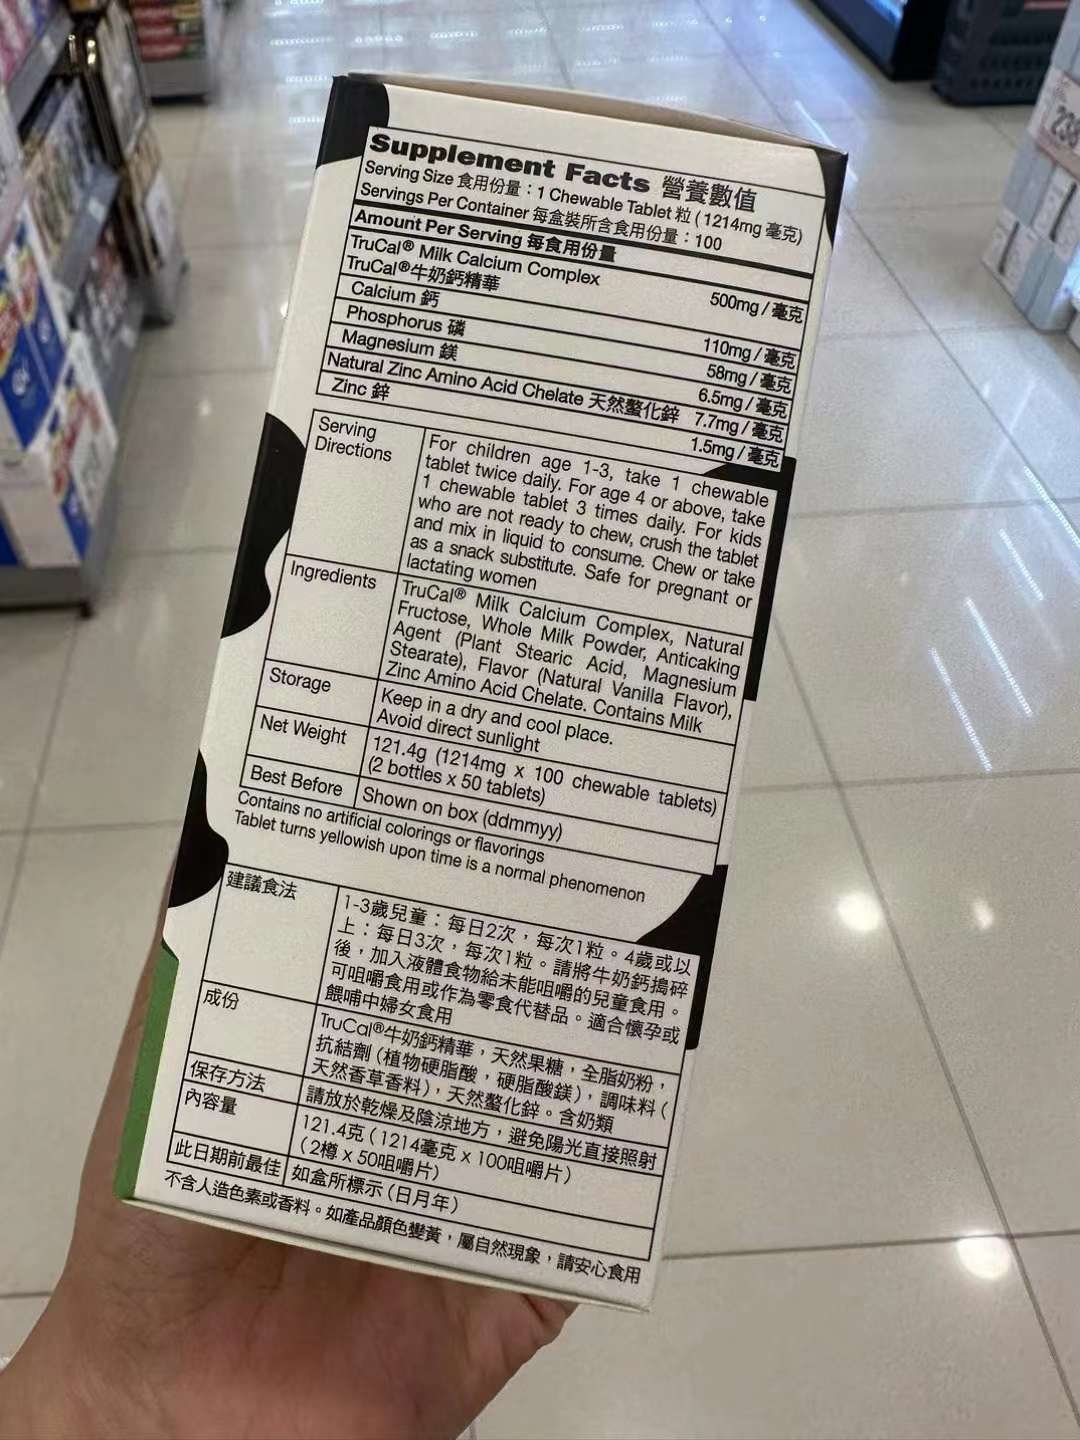 Supplement Facts 營養數值
Serving Size 食用份量：1 Chewable Tablet 粒 (1214mg 毫克)
Servings Per Container 每盒裝所含食用份量：100
Amount Per Serving 每食用份量
TruCal® Milk Calcium Complex
TruCal®牛奶鈣精華 500mg / 毫克
Calcium 鈣 110mg / 毫克
Phosphorus 磷 58mg / 毫克
Magnesium 鎂 6.5mg / 毫克
Natural Zinc Amino Acid Chelate 天然螯化鋅 7.7mg / 毫克
Zinc 鋅 1.5mg / 毫克
Serving
Directions
For children age 1-3, take 1 chewable
tablet twice daily. For age 4 or above, take
1 chewable tablet 3 times daily. For kids
who are not ready to chew, crush the tablet
and mix in liquid to consume. Chew or take
as a snack substitute. Safe for pregnant or
lactating women
Ingredients
TruCal® Milk Calcium Complex, Natural
Fructose, Whole Milk Powder, Anticaking
Agent (Plant Stearic Acid, Magnesium
Stearate), Flavor (Natural Vanilla Flavor),
Zinc Amino Acid Chelate. Contains Milk
Storage
Keep in a dry and cool place.
Avoid direct sunlight
Net Weight
121.4g (1214mg x 100 chewable tablets)
(2 bottles x 50 tablets)
Best Before
Shown on box (ddmmyy)
Contains no artificial colorings or flavorings
Tablet turns yellowish upon time is a normal phenomenon
建議食法
1-3歲兒童：每日2次，每次1粒。4歲或以
上：每日3次，每次1粒。請將牛奶鈣搗碎
後，加入液體食物給未能咀嚼的兒童食用。
可咀嚼食用或作為零食代替品。適合懷孕或
餵哺中婦女食用
成份
TruCal®牛奶鈣精華，天然果糖，全脂奶粉，
抗結劑 (植物硬脂酸，硬脂酸鎂)，調味料 (
天然香草香料)，天然螯化鋅。含奶類
保存方法
請放於乾燥及陰涼地方，避免陽光直接照射
內容量
121.4克 (1214毫克 x 100咀嚼片)
(2樽 x 50咀嚼片)
此日期前最佳
如盒所標示 (日月年)
不含人造色素或香料。如產品顏色變黃，屬自然現象，請安心食用